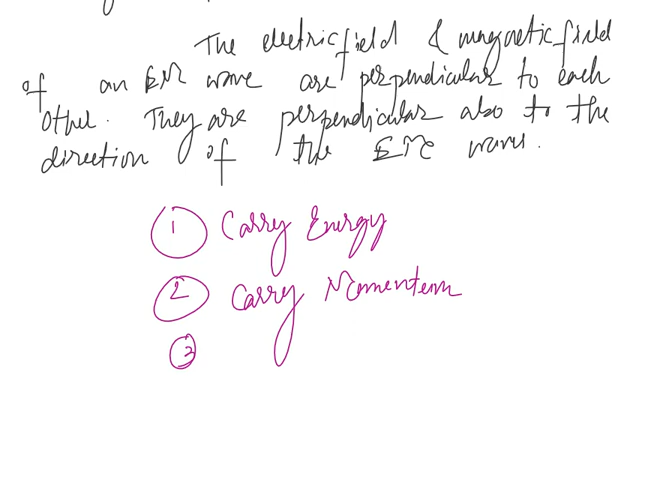 The electric field & magnetic field
of an EM wave are perpendicular to each
other. They are perpendicular also to the
direction of the EM wave.
1 Carry Energy
2 Carry Momentum
3